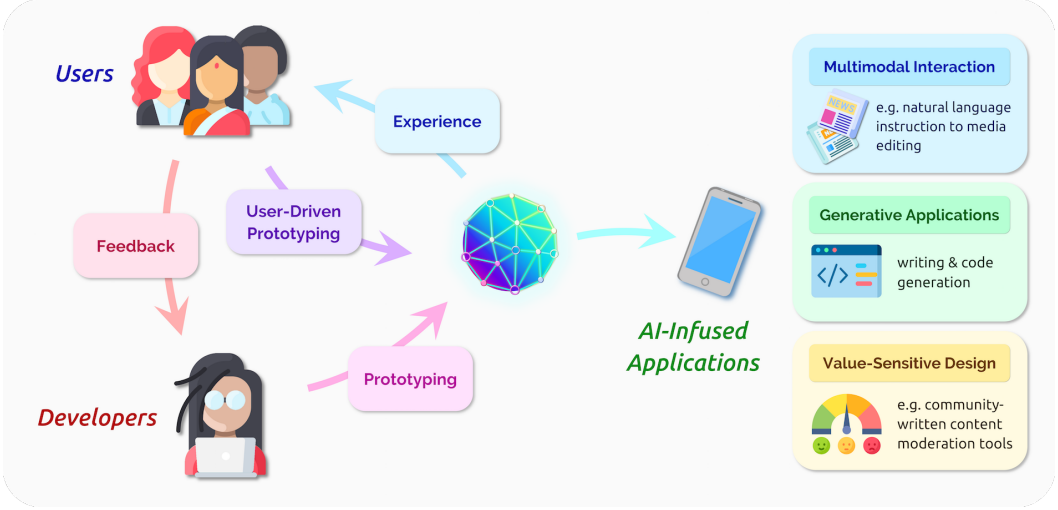 Users
Experience
User-Driven
Prototyping
Feedback
Developers
Prototyping
AI-Infused
Applications
Multimodal Interaction
NEWS
e.g. natural language
instruction to media
editing
Generative Applications
</>
writing & code
generation
Value-Sensitive Design
e.g. community-
written content
moderation tools